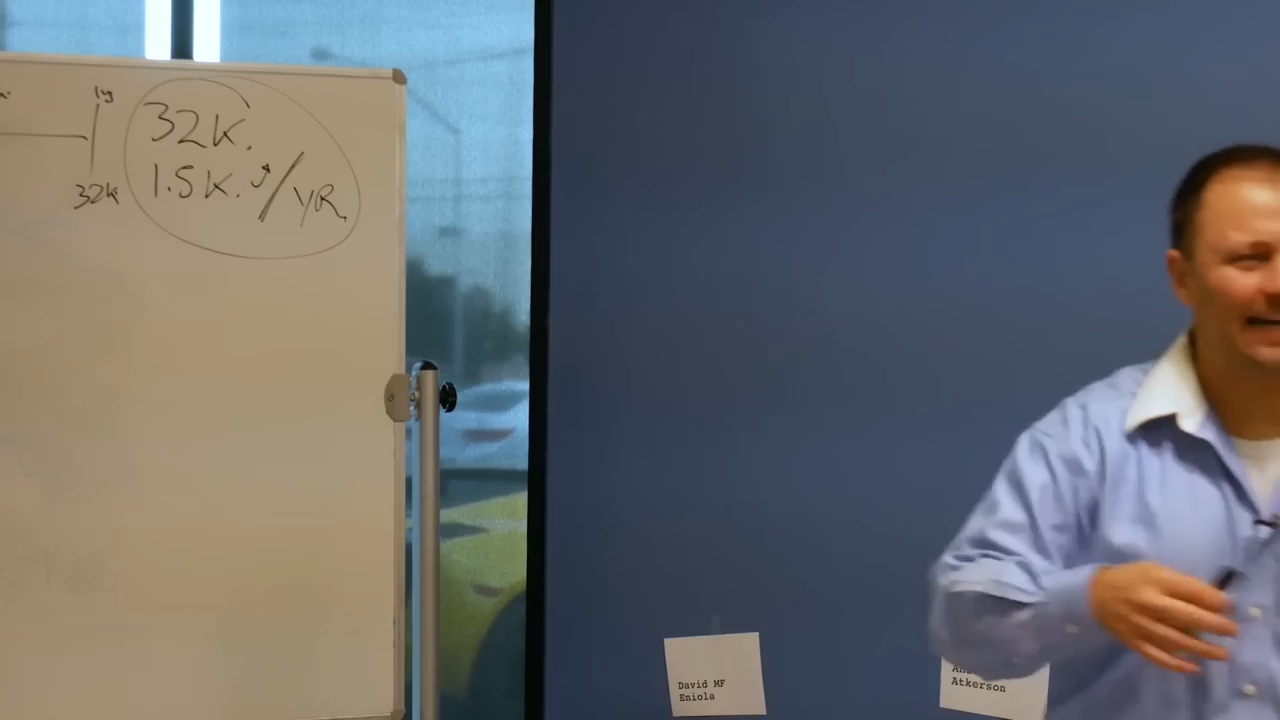 1y
32K.
1.5K. /YR.
32k
David MF
Eniola
Atkerson